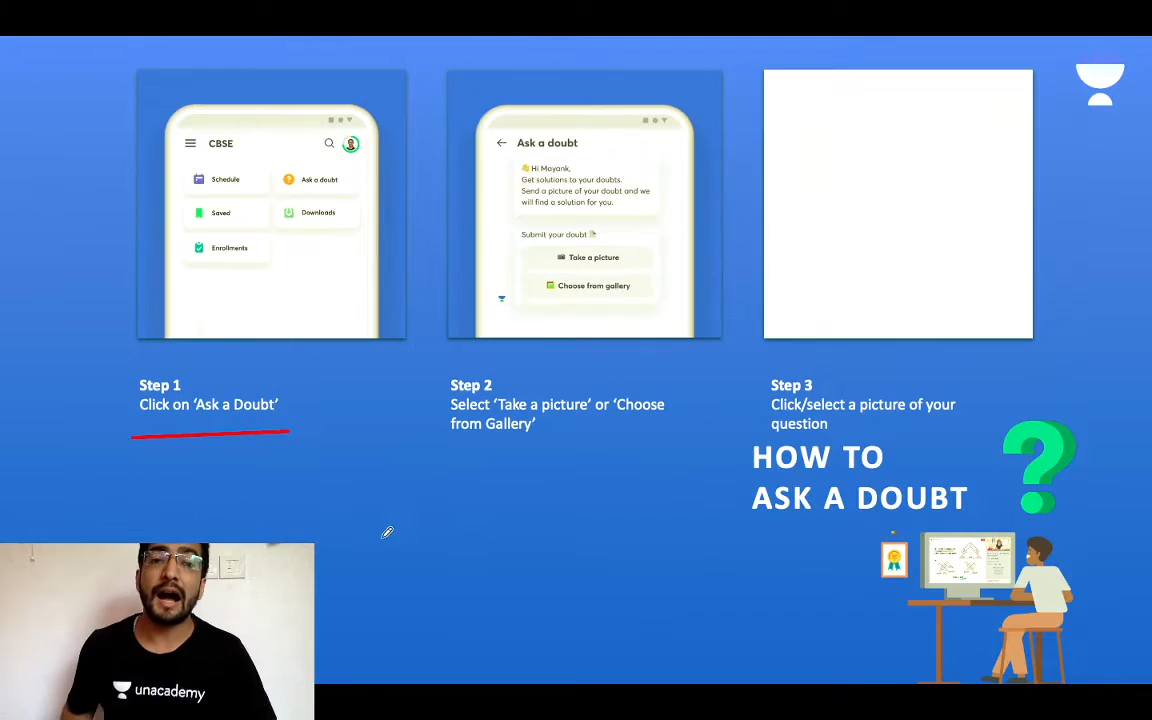 CBSE
Schedule
Ask a doubt
Saved
Downloads
Enrollments
Ask a doubt
👋 Hi Mayank,
Get solutions to your doubts.
Send a picture of your doubt and we
will find a solution for you.
Submit your doubt
Take a picture
Choose from gallery
Step 1
Click on ‘Ask a Doubt’
Step 2
Select ‘Take a picture’ or ‘Choose
from Gallery’
Step 3
Click/select a picture of your
question
HOW TO
ASK A DOUBT
?
unacademy